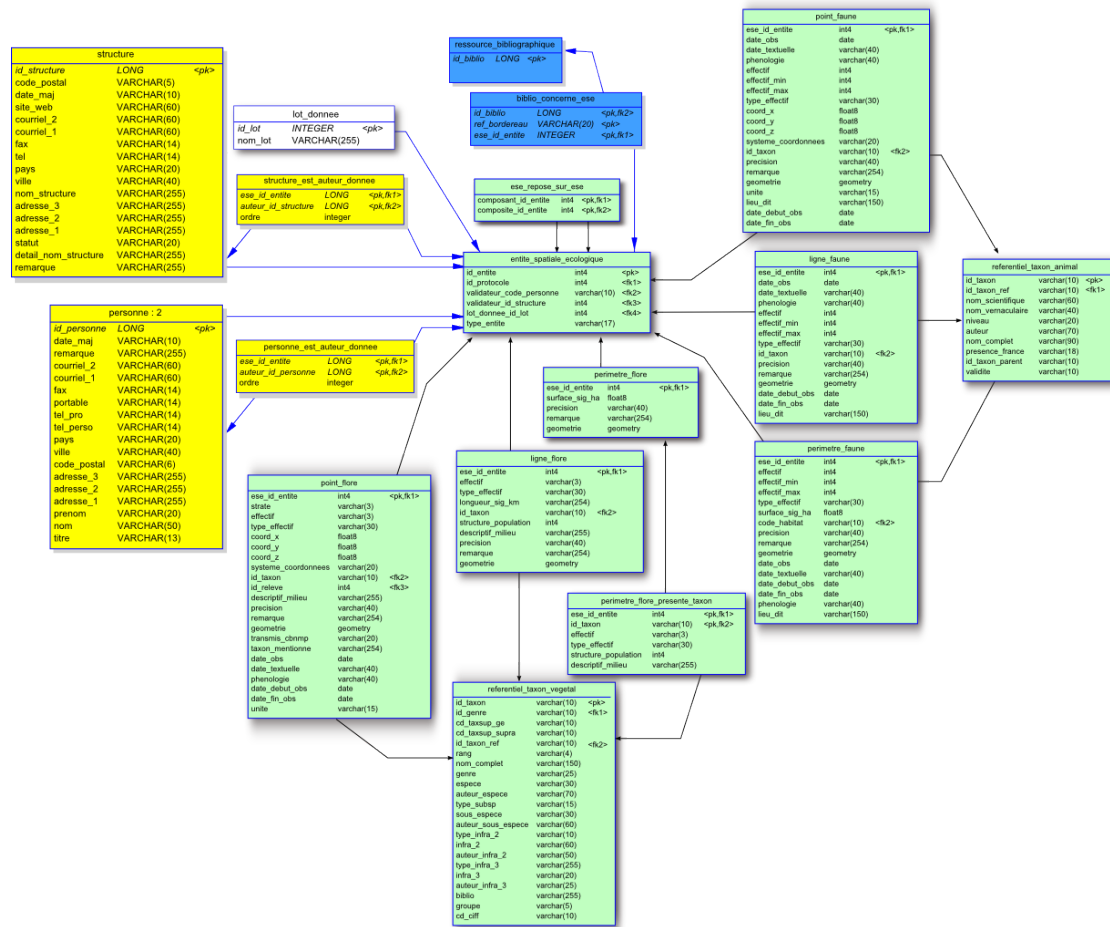 structure
id_structure LONG <pk>
code_postal VARCHAR(5)
date_maj VARCHAR(10)
site_web VARCHAR(60)
courriel_2 VARCHAR(60)
courriel_1 VARCHAR(60)
fax VARCHAR(14)
tel VARCHAR(14)
pays VARCHAR(20)
ville VARCHAR(40)
nom_structure VARCHAR(255)
adresse_3 VARCHAR(255)
adresse_2 VARCHAR(255)
adresse_1 VARCHAR(255)
statut VARCHAR(20)
detail_nom_structure VARCHAR(255)
remarque VARCHAR(255)
lot_donnee
id_lot INTEGER <pk>
nom_lot VARCHAR(255)
structure_est_auteur_donnee
ese_id_entite LONG <pk,fk1>
auteur_id_structure LONG <pk,fk2>
ordre integer
ressource_bibliographique
id_biblio LONG <pk>
biblio_concerne_ese
id_biblio LONG <pk,fk2>
ref_bordereau VARCHAR(20) <pk>
ese_id_entite INTEGER <pk,fk1>
ese_repose_sur_ese
composant_id_entite int4 <pk,fk1>
composite_id_entite int4 <pk,fk2>
entite_spatiale_ecologique
id_entite int4 <pk>
id_protocole int4 <fk1>
validateur_code_personne varchar(10) <fk2>
validateur_id_structure int4 <fk3>
lot_donnee_id_lot int4 <fk4>
type_entite varchar(17)
point_faune
ese_id_entite int4 <pk,fk1>
date_obs date
date_textuelle varchar(40)
phenologie varchar(40)
effectif int4
effectif_min int4
effectif_max int4
type_effectif varchar(30)
coord_x float8
coord_y float8
coord_z float8
systeme_coordonnees varchar(20)
id_taxon varchar(10) <fk2>
precision varchar(40)
remarque varchar(254)
geometrie geometry
unite varchar(15)
lieu_dit varchar(150)
date_debut_obs date
date_fin_obs date
ligne_faune
ese_id_entite int4 <pk,fk1>
date_obs date
date_textuelle varchar(40)
phenologie varchar(40)
effectif int4
effectif_min int4
effectif_max int4
type_effectif varchar(30)
id_taxon varchar(10) <fk2>
precision varchar(40)
remarque varchar(254)
geometrie geometry
date_debut_obs date
date_fin_obs date
lieu_dit varchar(150)
referentiel_taxon_animal
id_taxon varchar(10) <pk>
id_taxon_ref varchar(10) <fk1>
nom_scientifique varchar(60)
nom_vernaculaire varchar(40)
niveau varchar(20)
auteur varchar(70)
nom_complet varchar(90)
presence_france varchar(18)
id_taxon_parent varchar(10)
validite varchar(10)
personne : 2
id_personne LONG <pk>
date_maj VARCHAR(10)
remarque VARCHAR(255)
courriel_2 VARCHAR(60)
courriel_1 VARCHAR(60)
fax VARCHAR(14)
portable VARCHAR(14)
tel_pro VARCHAR(14)
tel_perso VARCHAR(14)
pays VARCHAR(20)
ville VARCHAR(40)
code_postal VARCHAR(6)
adresse_3 VARCHAR(255)
adresse_2 VARCHAR(255)
adresse_1 VARCHAR(255)
prenom VARCHAR(20)
nom VARCHAR(50)
titre VARCHAR(13)
personne_est_auteur_donnee
ese_id_entite LONG <pk,fk1>
auteur_id_personne LONG <pk,fk2>
ordre integer
perimetre_flore
ese_id_entite int4 <pk,fk1>
surface_sig_ha float8
precision varchar(40)
remarque varchar(254)
geometrie geometry
perimetre_faune
ese_id_entite int4 <pk,fk1>
effectif int4
effectif_min int4
effectif_max int4
type_effectif varchar(30)
surface_sig_ha float8
code_habitat varchar(10) <fk2>
precision varchar(40)
remarque varchar(254)
geometrie geometry
date_obs date
date_textuelle varchar(40)
date_debut_obs date
date_fin_obs date
phenologie varchar(40)
lieu_dit varchar(150)
point_flore
ese_id_entite int4 <pk,fk1>
strate varchar(3)
effectif varchar(3)
type_effectif varchar(30)
coord_x float8
coord_y float8
coord_z float8
systeme_coordonnees varchar(20)
id_taxon varchar(10) <fk2>
id_releve int4 <fk3>
descriptif_milieu varchar(255)
precision varchar(40)
remarque varchar(254)
geometrie geometry
transmis_cbnmp varchar(20)
taxon_mentionne varchar(254)
date_obs date
date_textuelle varchar(40)
phenologie varchar(40)
date_debut_obs date
date_fin_obs date
unite varchar(15)
ligne_flore
ese_id_entite int4 <pk,fk1>
effectif varchar(3)
type_effectif varchar(30)
longueur_sig_km varchar(254)
id_taxon varchar(10) <fk2>
structure_population int4
descriptif_milieu varchar(255)
precision varchar(40)
remarque varchar(254)
geometrie geometry
perimetre_flore_presente_taxon
ese_id_entite int4 <pk,fk1>
id_taxon varchar(10) <pk,fk2>
effectif varchar(3)
type_effectif varchar(30)
structure_population int4
descriptif_milieu varchar(255)
referentiel_taxon_vegetal
id_taxon varchar(10) <pk>
id_genre varchar(10) <fk1>
cd_taxsup_ge varchar(10)
cd_taxsup_supra varchar(10)
id_taxon_ref varchar(10) <fk2>
rang varchar(4)
nom_complet varchar(150)
genre varchar(25)
espece varchar(30)
auteur_espece varchar(70)
type_subsp varchar(15)
sous_espece varchar(30)
auteur_sous_espece varchar(60)
type_infra_2 varchar(10)
infra_2 varchar(60)
auteur_infra_2 varchar(50)
type_infra_3 varchar(255)
infra_3 varchar(20)
auteur_infra_3 varchar(25)
biblio varchar(255)
groupe varchar(5)
cd_ciff varchar(10)